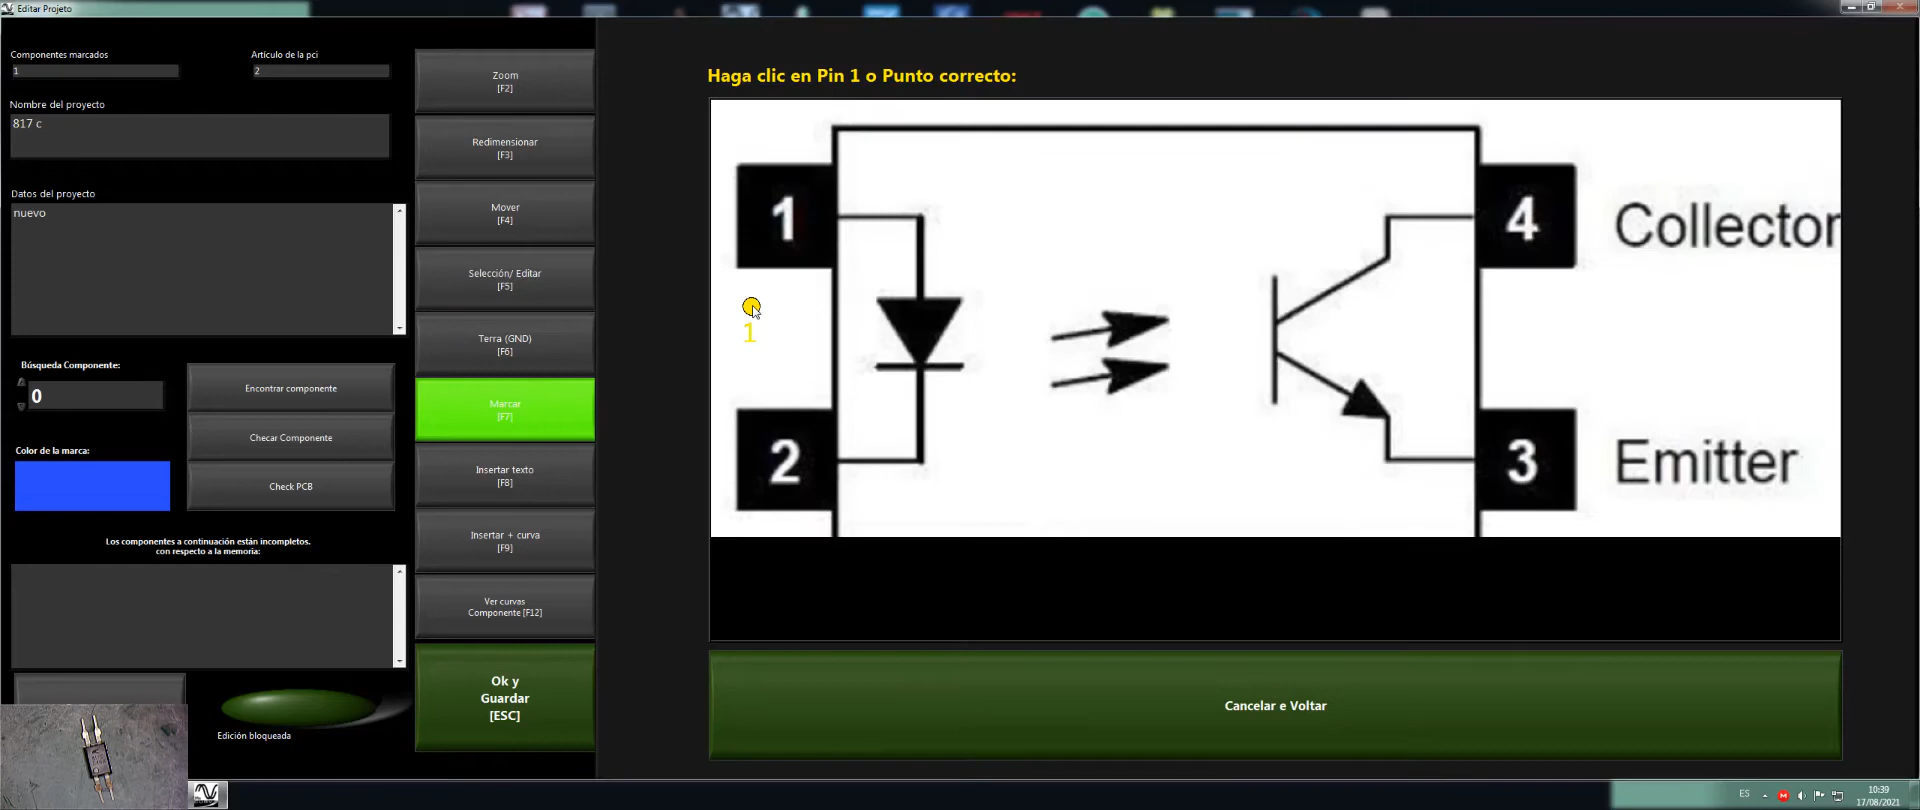 Editar Projeto
Componentes marcados
1
Artículo de la pci
2
Nombre del proyecto
817 c
Datos del proyecto
nuevo
Búsqueda Componente:
0
Encontrar componente
Checar Componente
Check PCB
Color de la marca:
Los componentes a continuación están incompletos.
con respecto a la memoria:
Edición bloqueada
Zoom
[F2]
Redimensionar
[F3]
Mover
[F4]
Selección/ Editar
[F5]
Terra (GND)
[F6]
Marcar
[F7]
Insertar texto
[F8]
Insertar + curva
[F9]
Ver curvas
Componente [F12]
Ok y
Guardar
[ESC]
Haga clic en Pin 1 o Punto correcto:
1
4 Collector
1
2
3 Emitter
Cancelar e Voltar
ES
10:39
17/08/2021